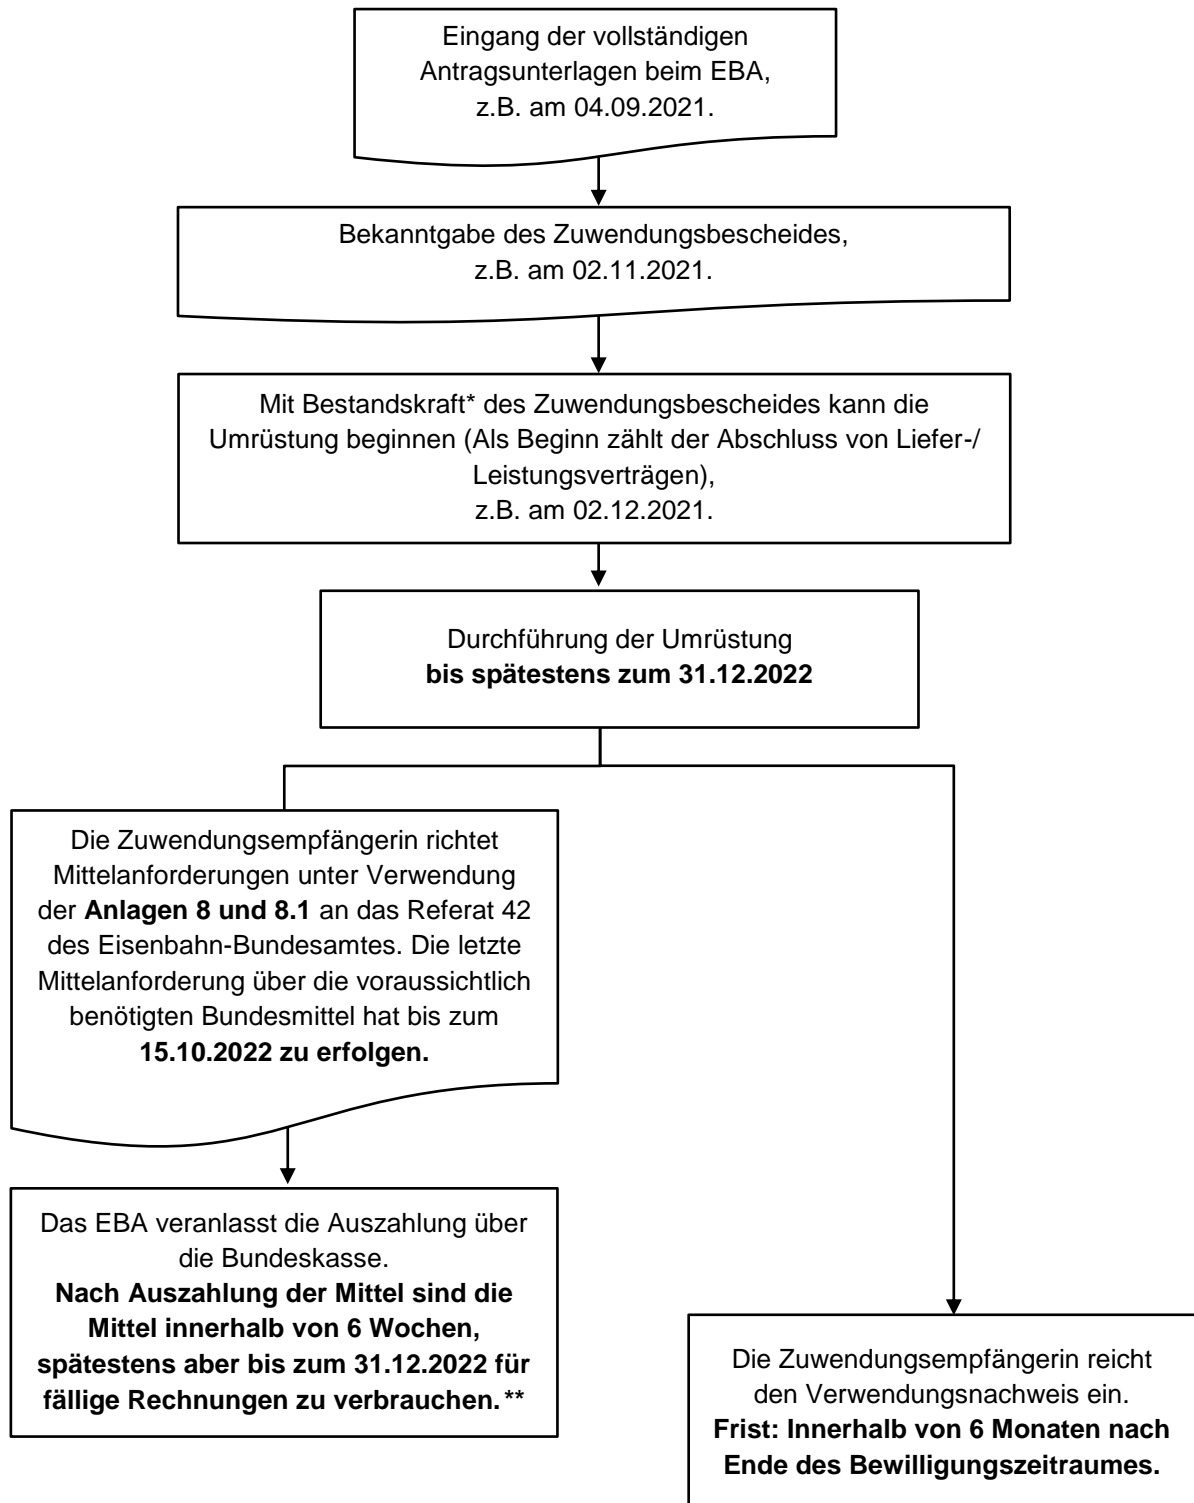 Eingang der vollständigen
Antragsunterlagen beim EBA,
z.B. am 04.09.2021.
Bekanntgabe des Zuwendungsbescheides,
z.B. am 02.11.2021.
Mit Bestandskraft* des Zuwendungsbescheides kann die
Umrüstung beginnen (Als Beginn zählt der Abschluss von Liefer-/
Leistungsverträgen),
z.B. am 02.12.2021.
Durchführung der Umrüstung
bis spätestens zum 31.12.2022
Die Zuwendungsempfängerin richtet
Mittelanforderungen unter Verwendung
der Anlagen 8 und 8.1 an das Referat 42
des Eisenbahn-Bundesamtes. Die letzte
Mittelanforderung über die voraussichtlich
benötigten Bundesmittel hat bis zum
15.10.2022 zu erfolgen.
Das EBA veranlasst die Auszahlung über
die Bundeskasse.
Nach Auszahlung der Mittel sind die
Mittel innerhalb von 6 Wochen,
spätestens aber bis zum 31.12.2022 für
fällige Rechnungen zu verbrauchen.**
Die Zuwendungsempfängerin reicht
den Verwendungsnachweis ein.
Frist: Innerhalb von 6 Monaten nach
Ende des Bewilligungszeitraumes.